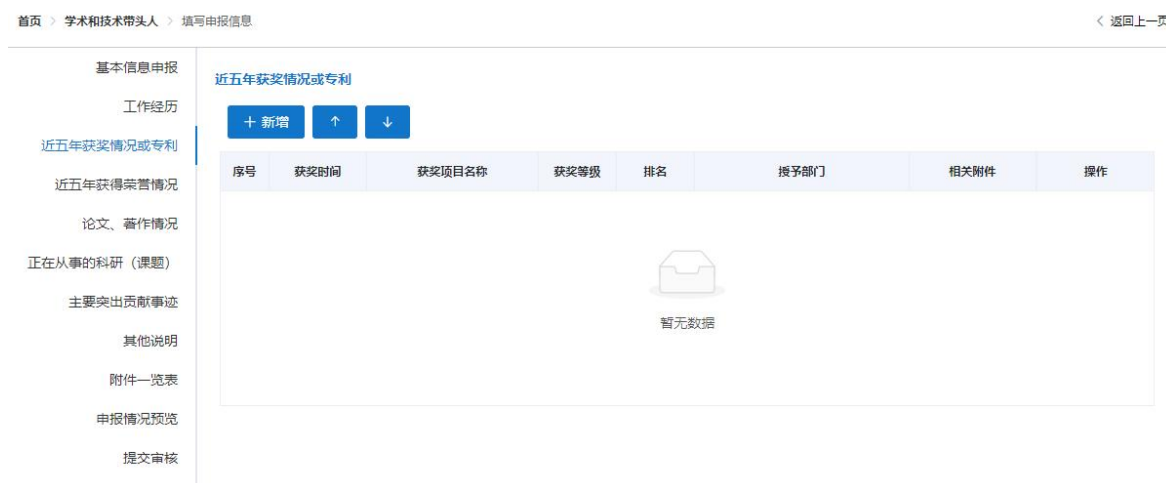 首页 > 学术和技术带头人 > 填写申报信息
< 返回上一页
基本信息申报
工作经历
近五年获奖情况或专利
近五年获得荣誉情况
论文、著作情况
正在从事的科研（课题）
主要突出贡献事迹
其他说明
附件一览表
申报情况预览
提交审核
近五年获奖情况或专利
+ 新增 ↑ ↓
序号 获奖时间 获奖项目名称 获奖等级 排名 授予部门 相关附件 操作
暂无数据